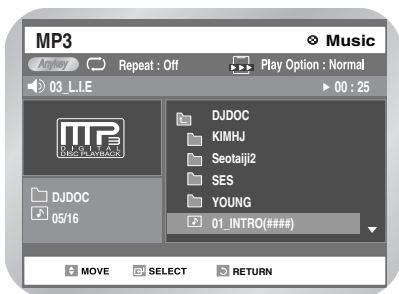 MP3
Music
Anykey Repeat : Off Play Option : Normal
03_L.I.E 00 : 25
MP3
DIGITAL
DISC PLAYBACK
DJDOC
05/16
DJDOC
KIMHJ
Seotaiji2
SES
YOUNG
01_INTRO(####)
MOVE SELECT RETURN